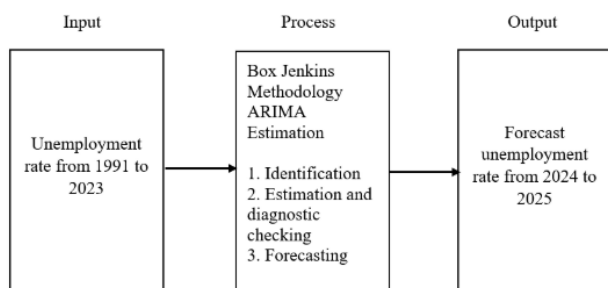 Input
Process
Output
Unemployment
rate from 1991 to
2023
Box Jenkins
Methodology
ARIMA
Estimation
1. Identification
2. Estimation and
diagnostic
checking
3. Forecasting
Forecast
unemployment
rate from 2024 to
2025